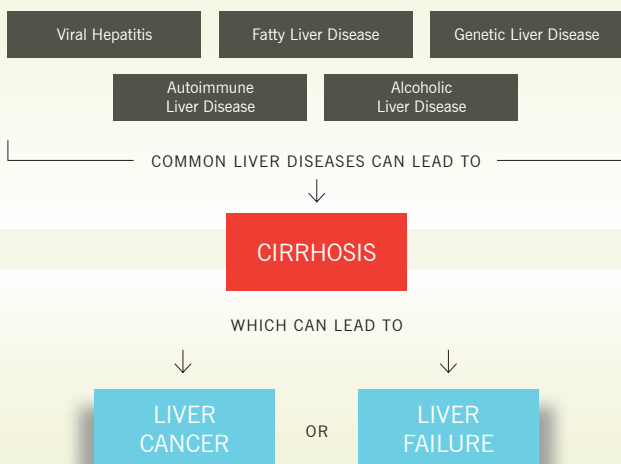 Viral Hepatitis
Fatty Liver Disease
Genetic Liver Disease
Autoimmune
Liver Disease
Alcoholic
Liver Disease
COMMON LIVER DISEASES CAN LEAD TO
CIRRHOSIS
WHICH CAN LEAD TO
LIVER
CANCER
OR
LIVER
FAILURE